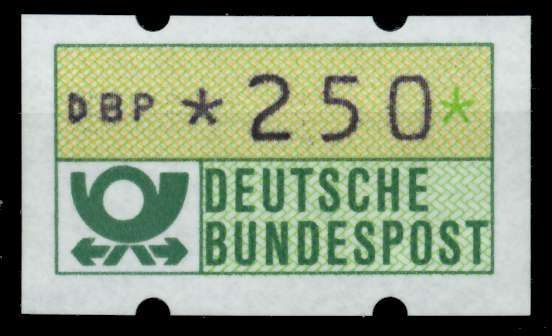 DBP *250*
DEUTSCHE
BUNDESPOST